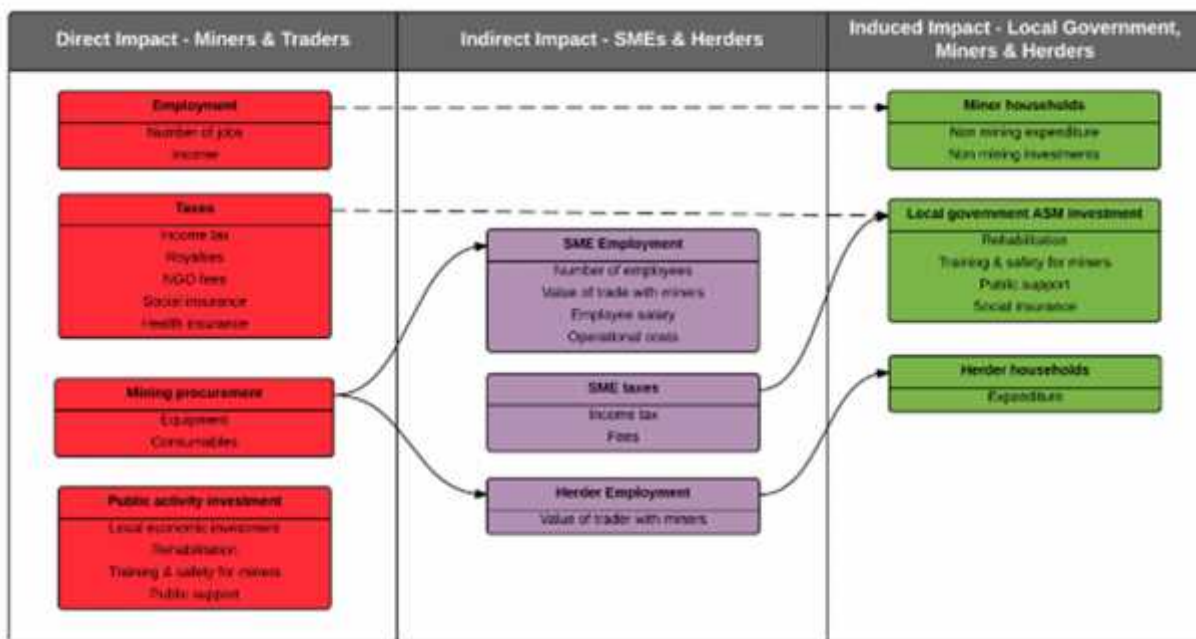 Direct Impact - Miners & Traders
Employment
Number of jobs
Income
Taxes
Income tax
Royalties
NGO fees
Social insurance
Health insurance
Mining procurement
Equipment
Consumables
Public activity investment
Local economic investment
Rehabilitation
Training & safety for miners
Public support
Indirect Impact - SMEs & Herders
SME Employment
Number of employees
Value of trade with miners
Employee salary
Operational costs
SME taxes
Income tax
Fees
Herder Employment
Value of trader with miners
Induced Impact - Local Government,
Miners & Herders
Miner households
Non mining expenditure
Non mining investments
Local government ASM investment
Rehabilitation
Training & safety for miners
Public support
Social insurance
Herder households
Expenditure